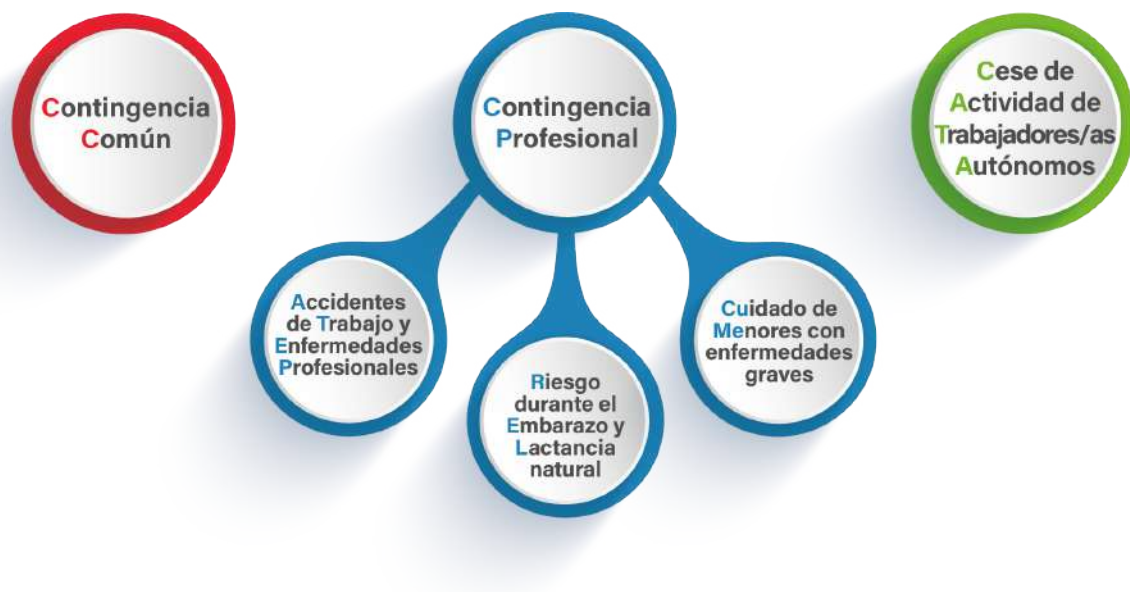 Contingencia
Común
Contingencia
Profesional
Cese de
Actividad de
Trabajadores/as
Autónomos
Accidentes
de Trabajo y
Enfermedades
Profesionales
Riesgo
durante el
Embarazo y
Lactancia
natural
Cuidado de
Menores con
enfermedades
graves